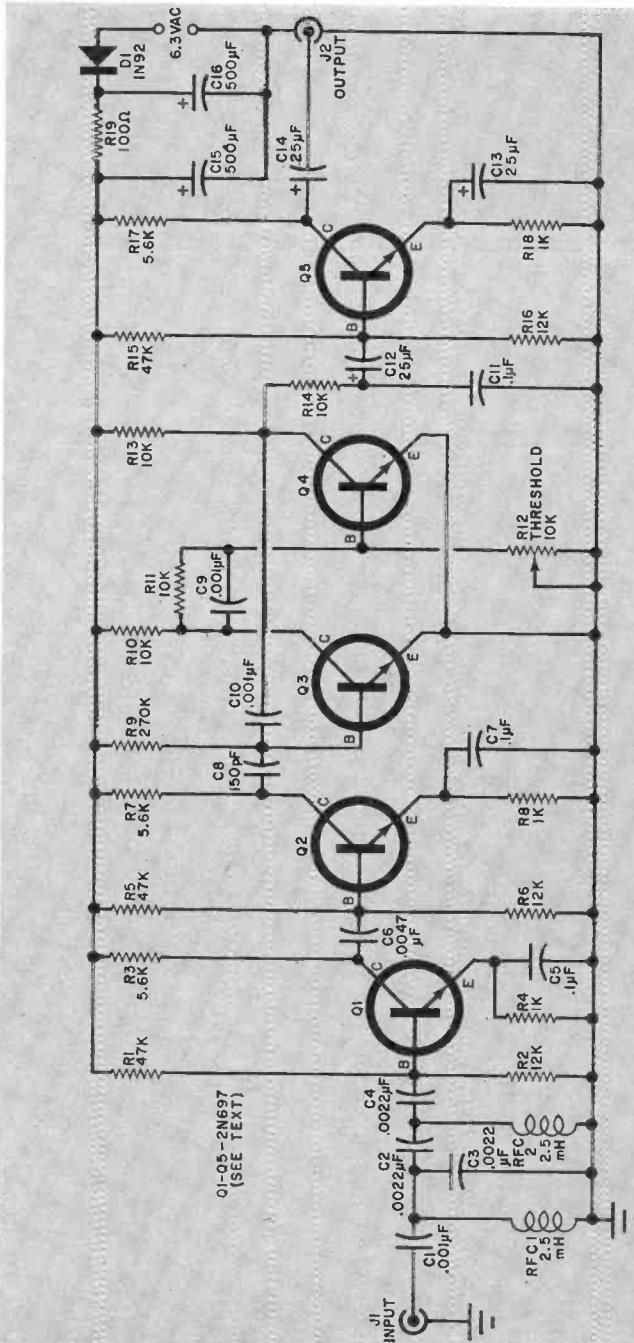 J1
INPUT
C1
.001µF
RFC1
2.5
mH
C2
.0022µF
C3
.0022
µF
RFC
2
2.5
mH
C4
.0022µF
Q1-Q5-2N697
(SEE TEXT)
R1
47K
R2
12K
B
C
E
Q1
R3
5.6K
R4
1K
C5
.1µF
C6
.0047
µF
R5
47K
R6
12K
B
C
E
Q2
R7
5.6K
R8
1K
C7
.1µF
C8
150pF
R9
270K
C10
.001µF
B
C
E
Q3
R10
10K
R11
10K
C9
.001µF
B
C
E
Q4
R12
THRESHOLD
10K
R13
10K
R14
10K
C11
.1µF
+
C12
25µF
R15
47K
R16
12K
B
C
E
Q5
R17
5.6K
R18
1K
+
C13
25µF
+
C14
.25µF
+
C15
500µF
R19
100Ω
+
C16
500µF
D1
1N92
6.3VAC
J2
OUTPUT